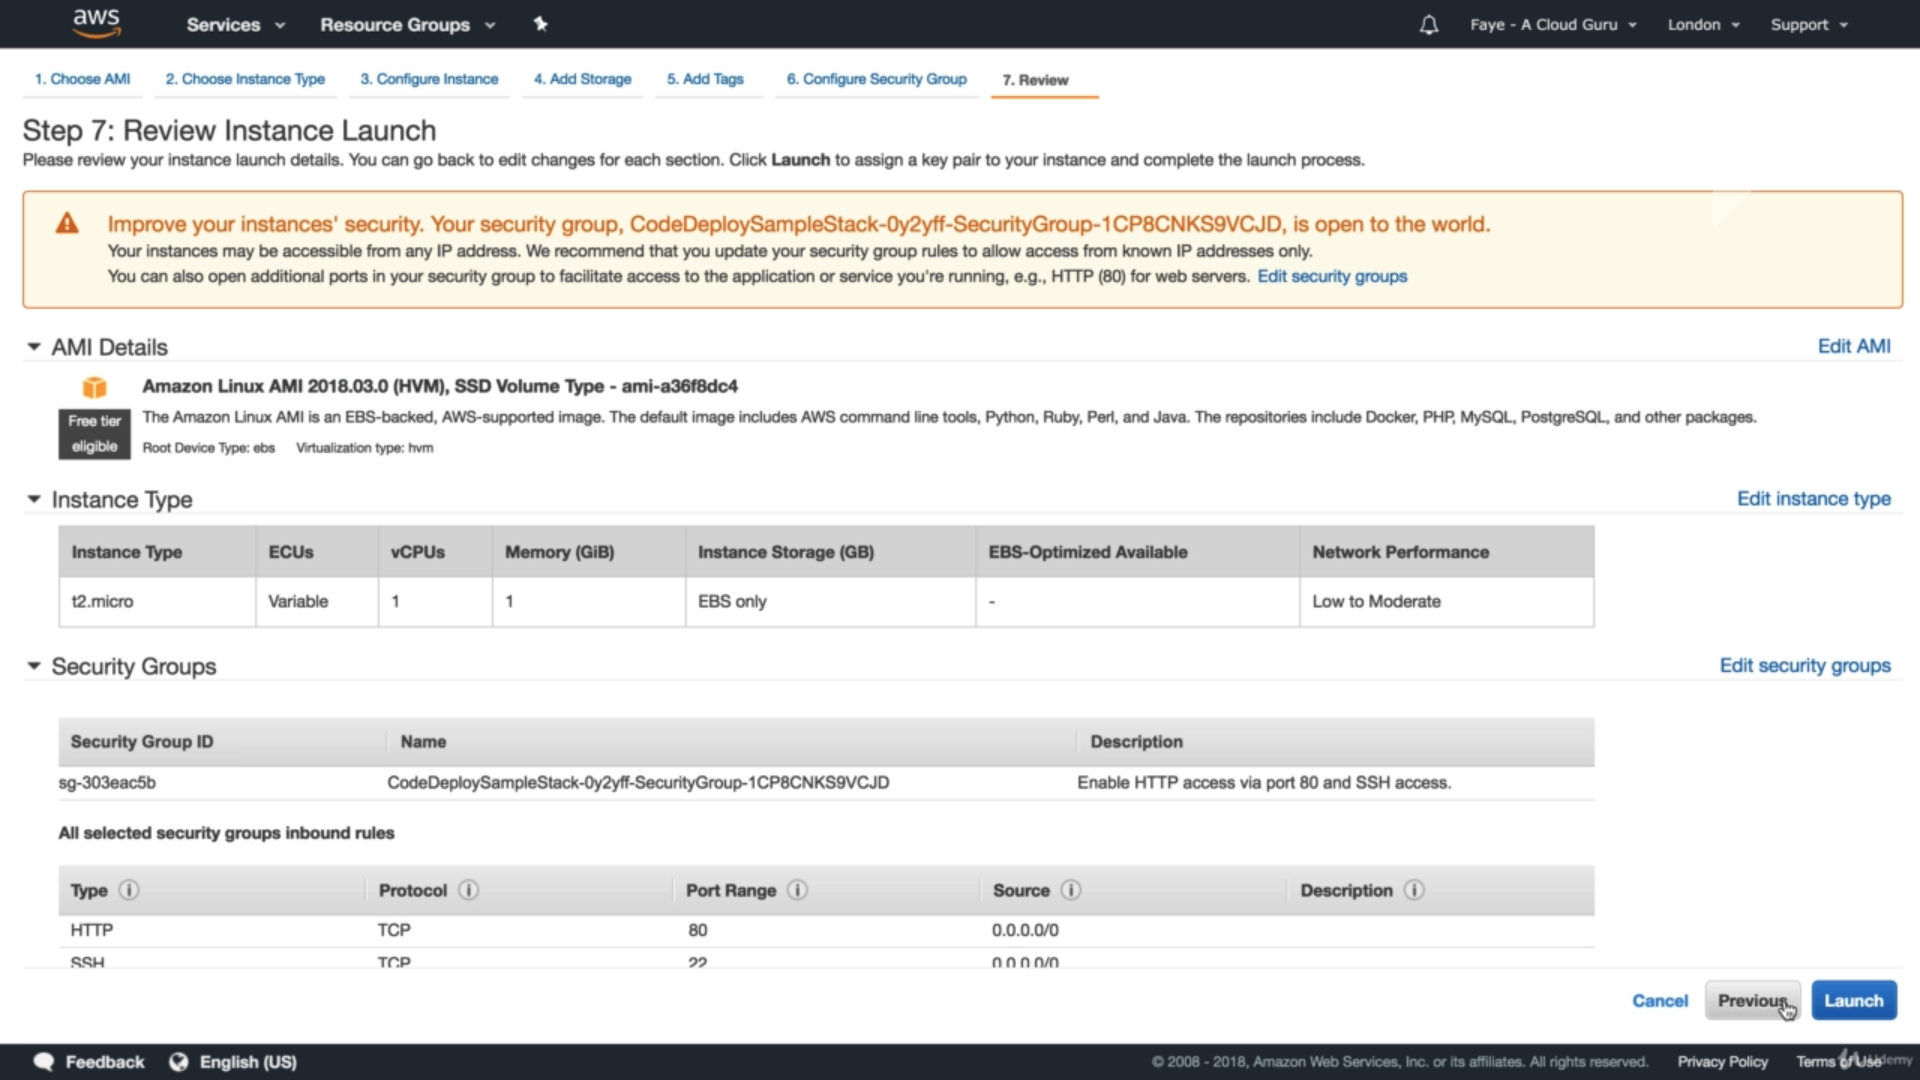 aws Services Resource Groups Faye - A Cloud Guru London Support
1. Choose AMI 2. Choose Instance Type 3. Configure Instance 4. Add Storage 5. Add Tags 6. Configure Security Group 7. Review
Step 7: Review Instance Launch
Please review your instance launch details. You can go back to edit changes for each section. Click Launch to assign a key pair to your instance and complete the launch process.
Improve your instances' security. Your security group, CodeDeploySampleStack-0y2yff-SecurityGroup-1CP8CNKS9VCJD, is open to the world.
Your instances may be accessible from any IP address. We recommend that you update your security group rules to allow access from known IP addresses only.
You can also open additional ports in your security group to facilitate access to the application or service you're running, e.g., HTTP (80) for web servers. Edit security groups
AMI Details Edit AMI
Amazon Linux AMI 2018.03.0 (HVM), SSD Volume Type - ami-a36f8dc4
Free tier eligible
The Amazon Linux AMI is an EBS-backed, AWS-supported image. The default image includes AWS command line tools, Python, Ruby, Perl, and Java. The repositories include Docker, PHP, MySQL, PostgreSQL, and other packages.
Root Device Type: ebs Virtualization type: hvm
Instance Type Edit instance type
Instance Type ECUs vCPUs Memory (GiB) Instance Storage (GB) EBS-Optimized Available Network Performance
t2.micro Variable 1 1 EBS only - Low to Moderate
Security Groups Edit security groups
Security Group ID Name Description
sg-303eac5b CodeDeploySampleStack-0y2yff-SecurityGroup-1CP8CNKS9VCJD Enable HTTP access via port 80 and SSH access.
All selected security groups inbound rules
Type Protocol Port Range Source Description
HTTP TCP 80 0.0.0.0/0
SSH TCP 22 0.0.0.0/0
Cancel Previous Launch
Feedback English (US) © 2008 - 2018, Amazon Web Services, Inc. or its affiliates. All rights reserved. Privacy Policy Terms of Use
Udemy